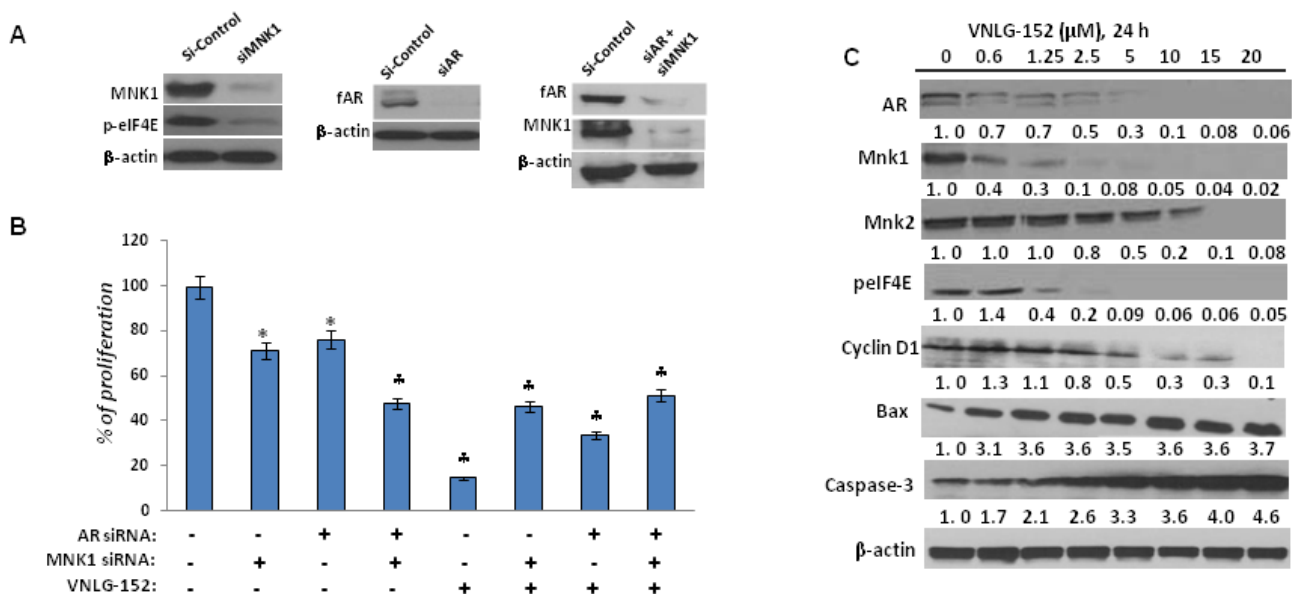 A
Si-Control siMNK1
MNK1
p-eIF4E
β-actin
Si-Control siAR
fAR
β-actin
Si-Control siAR + siMNK1
fAR
MNK1
β-actin
B
% of proliferation
120
100
80
60
40
20
0
* * ♣ ♣ ♣ ♣ ♣
AR siRNA: - - + + - - + +
MNK1 siRNA: - + - + - + - +
VNLG-152: - - - - + + + +
C
VNLG-152 (µM), 24 h
0 0.6 1.25 2.5 5 10 15 20
AR
1. 0 0.7 0.7 0.5 0.3 0.1 0.08 0.06
Mnk1
1. 0 0.4 0.3 0.1 0.08 0.05 0.04 0.02
Mnk2
1. 0 1.0 1.0 0.8 0.5 0.2 0.1 0.08
peIF4E
1. 0 1.4 0.4 0.2 0.09 0.06 0.06 0.05
Cyclin D1
1. 0 1.3 1.1 0.8 0.5 0.3 0.3 0.1
Bax
1. 0 3.1 3.6 3.6 3.5 3.6 3.6 3.7
Caspase-3
1. 0 1.7 2.1 2.6 3.3 3.6 4.0 4.6
β-actin